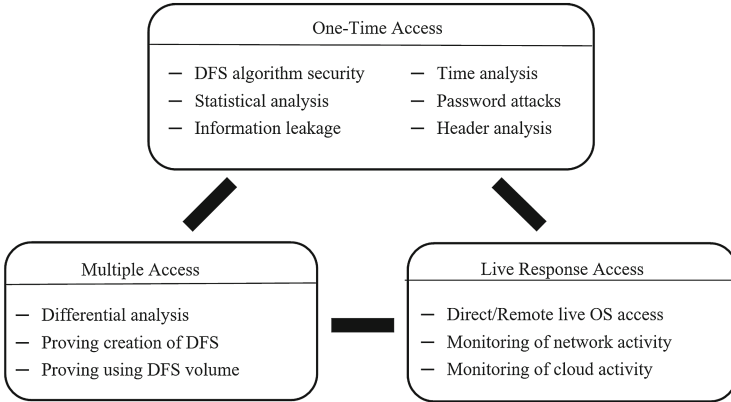 One-Time Access
— DFS algorithm security
— Statistical analysis
— Information leakage
— Time analysis
— Password attacks
— Header analysis
Multiple Access
— Differential analysis
— Proving creation of DFS
— Proving using DFS volume
Live Response Access
— Direct/Remote live OS access
— Monitoring of network activity
— Monitoring of cloud activity